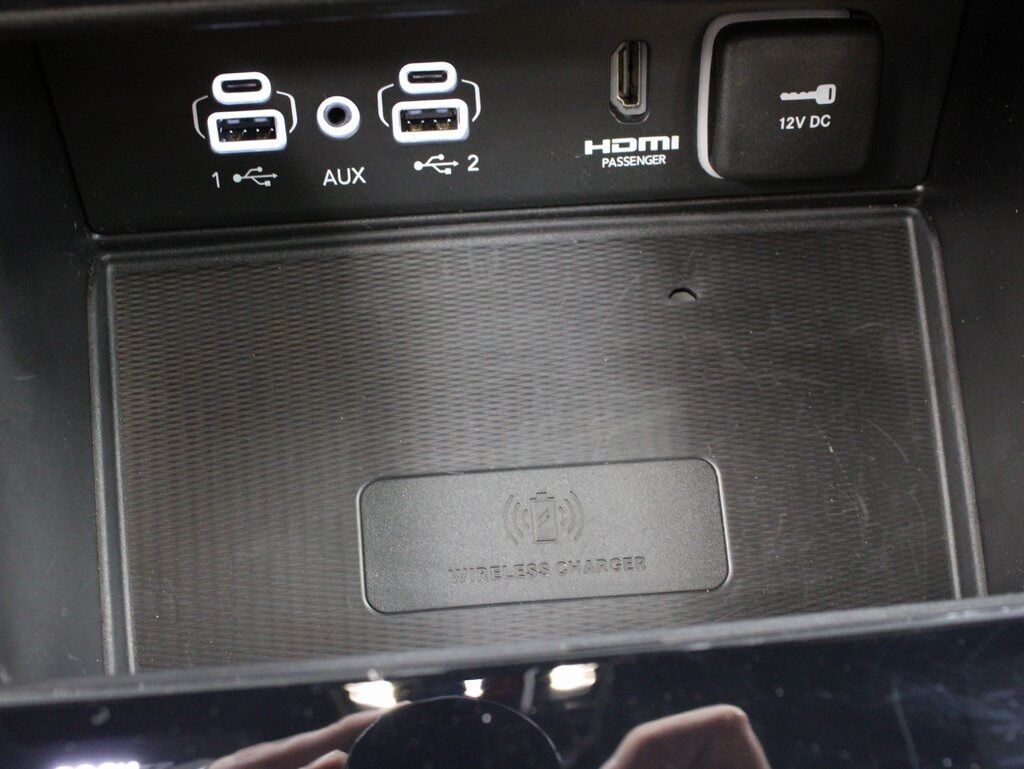 1
AUX
2
HDMI
PASSENGER
12V DC
WIRELESS CHARGER